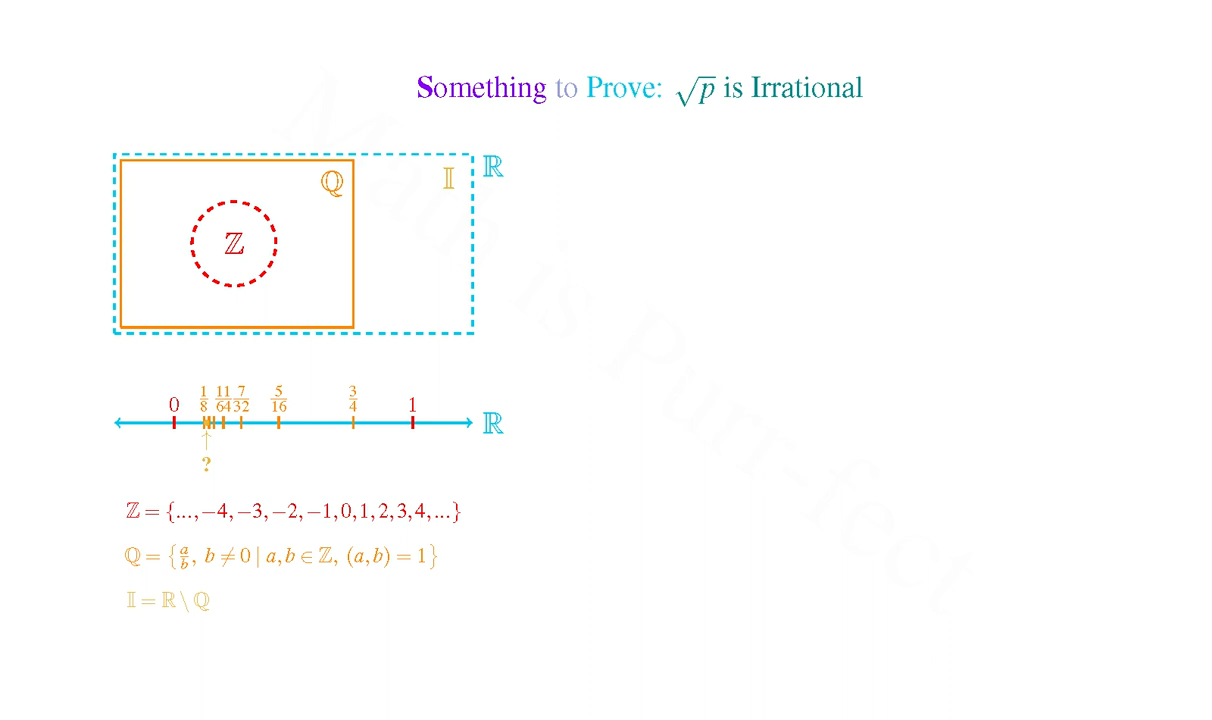 Something to Prove: √p is Irrational
ℝ
ℚ 𝕀
ℤ
0 1/8 11/64 7/32 5/16 3/4 1
ℝ
?
ℤ = {..., −4, −3, −2, −1, 0, 1, 2, 3, 4, ...}
ℚ = {a/b, b ≠ 0 | a, b ∈ ℤ, (a, b) = 1}
𝕀 = ℝ \ ℚ
Math is Purr-fect